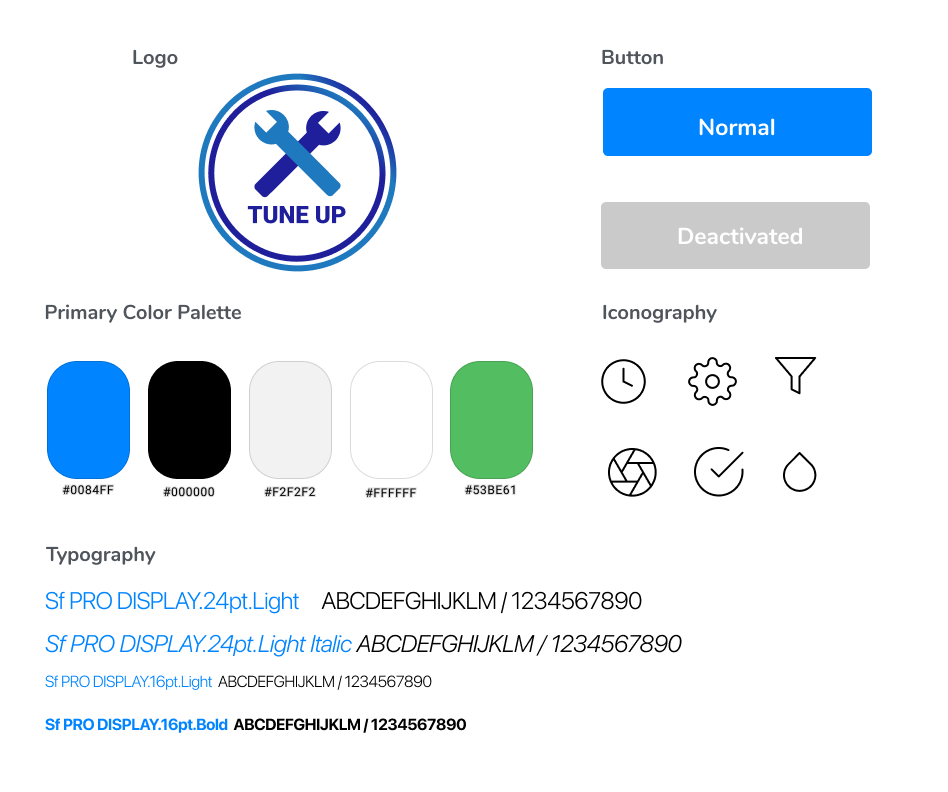 Logo
Button
TUNE UP
Normal
Deactivated
Primary Color Palette
Iconography
#0084FF
#000000
#F2F2F2
#FFFFFF
#53BE61
Typography
Sf PRO DISPLAY.24pt.Light ABCDEFGHIJKLM / 1234567890
Sf PRO DISPLAY.24pt.Light Italic ABCDEFGHIJKLM / 1234567890
Sf PRO DISPLAY.16pt.Light ABCDEFGHIJKLM / 1234567890
Sf PRO DISPLAY.16pt.Bold ABCDEFGHIJKLM / 1234567890